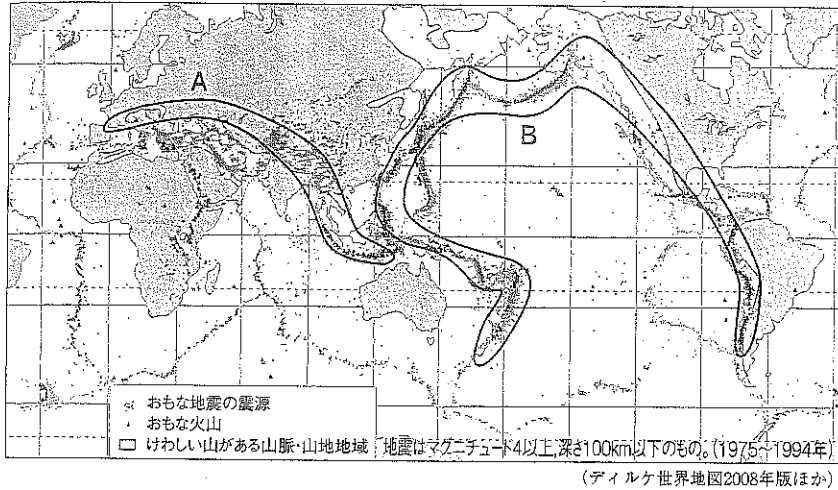 A
B
おもな地震の震源
おもな火山
けわしい山がある山脈・山地地域 地震はマグニチュード4以上,深さ100km以下のもの。(1975~1994年)
(ディルケ世界地図2008年版ほか)